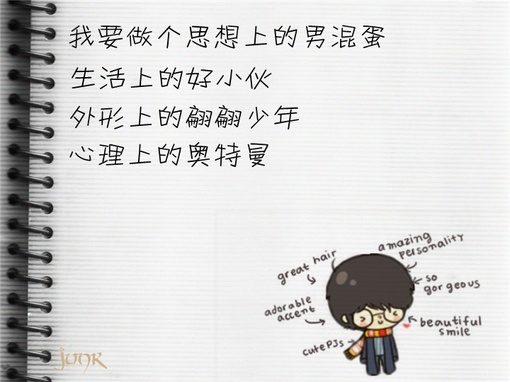 我要做个思想上的男混蛋
生活上的好小伙
外形上的翩翩少年
心理上的奥特曼
great hair
amazing
personality
so
gorgeous
adorable
accent
beautiful
smile
cute PJs